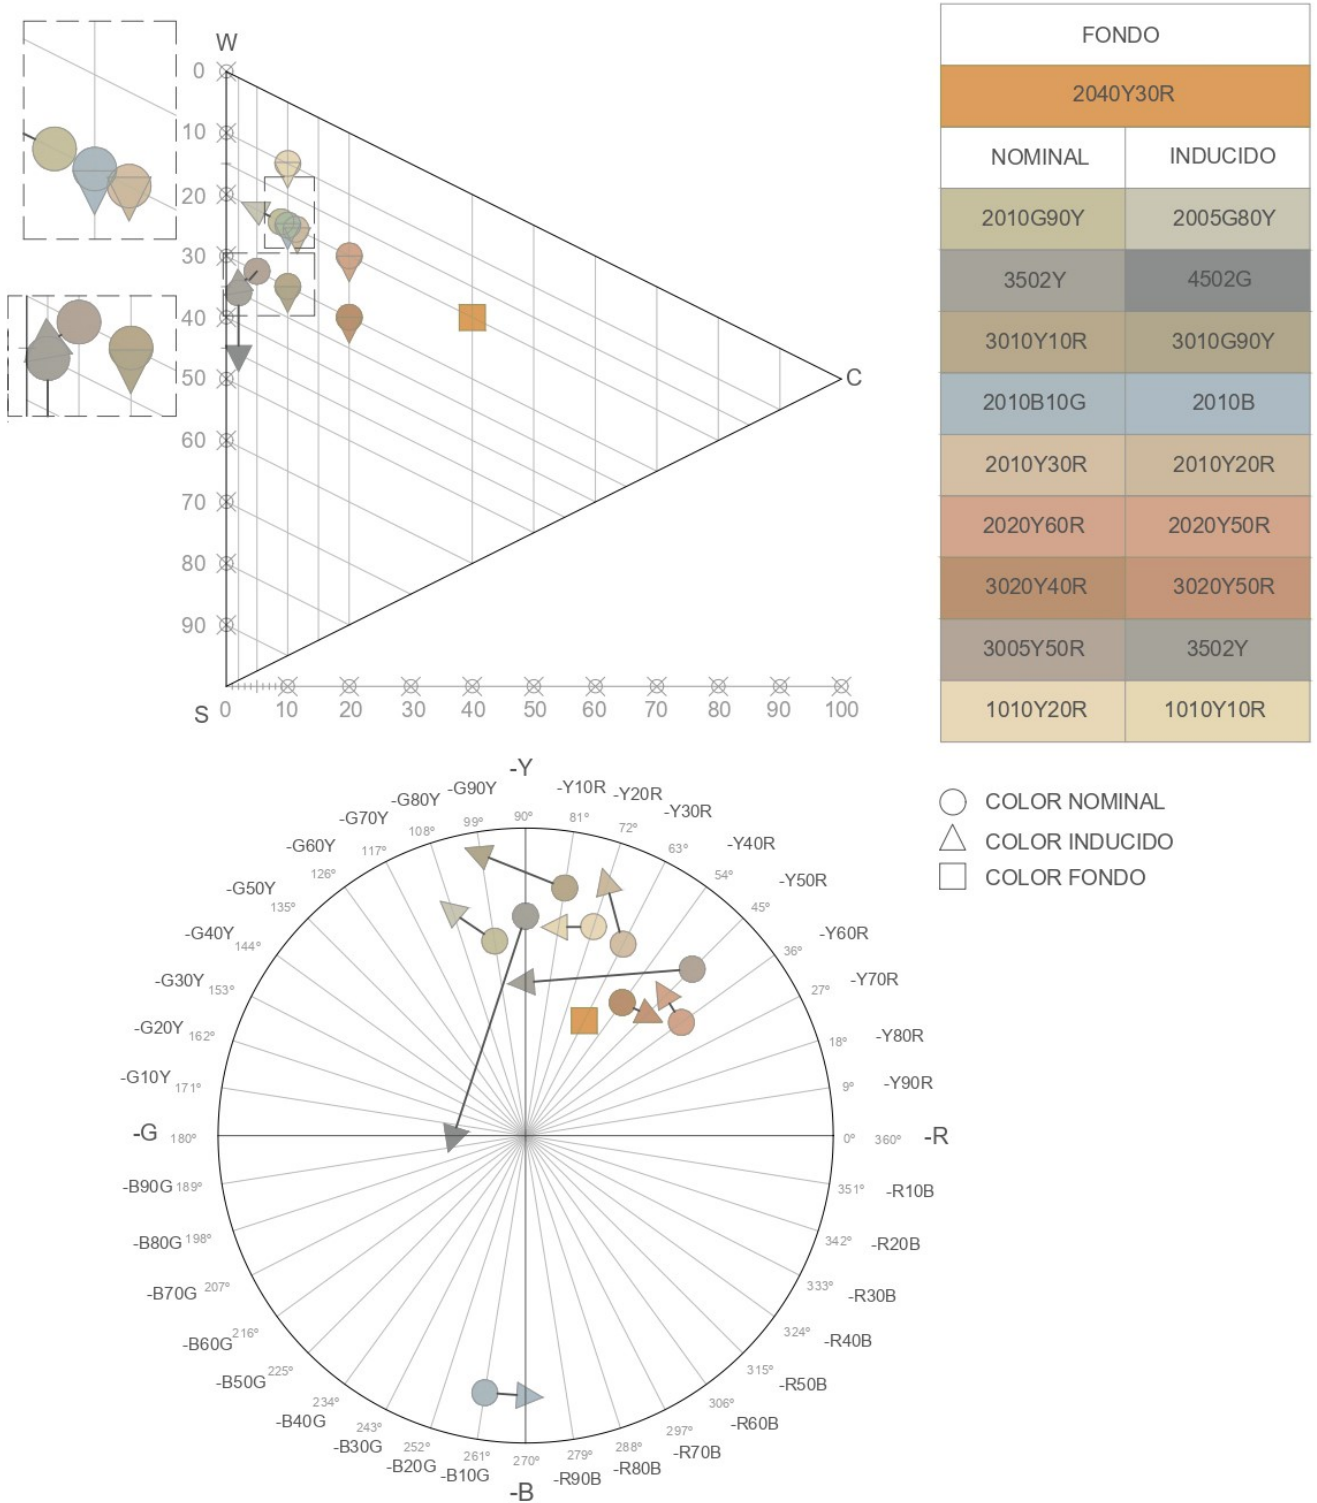 W
0
10
20
30
40
50
60
70
80
90
C
S
0 10 20 30 40 50 60 70 80 90 100
FONDO
2040Y30R
NOMINAL INDUCIDO
2010G90Y 2005G80Y
3502Y 4502G
3010Y10R 3010G90Y
2010B10G 2010B
2010Y30R 2010Y20R
2020Y60R 2020Y50R
3020Y40R 3020Y50R
3005Y50R 3502Y
1010Y20R 1010Y10R
COLOR NOMINAL
COLOR INDUCIDO
COLOR FONDO
-Y
90°
-Y10R
81°
-Y20R
72°
-Y30R
63°
-Y40R
54°
-Y50R
45°
-Y60R
36°
-Y70R
27°
-Y80R
18°
-Y90R
9°
-R
0° 360°
-R10B
351°
-R20B
342°
-R30B
333°
-R40B
324°
-R50B
315°
-R60B
306°
-R70B
297°
-R80B
288°
-R90B
279°
-B
270°
-B10G
261°
-B20G
252°
-B30G
243°
-B40G
234°
-B50G
225°
-B60G
216°
-B70G
207°
-B80G
198°
-B90G
189°
-G
180°
-G10Y
171°
-G20Y
162°
-G30Y
153°
-G40Y
144°
-G50Y
135°
-G60Y
126°
-G70Y
117°
-G80Y
108°
-G90Y
99°